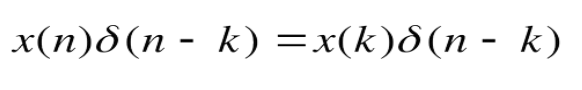 x(n)δ(n - k) =x(k)δ(n - k)